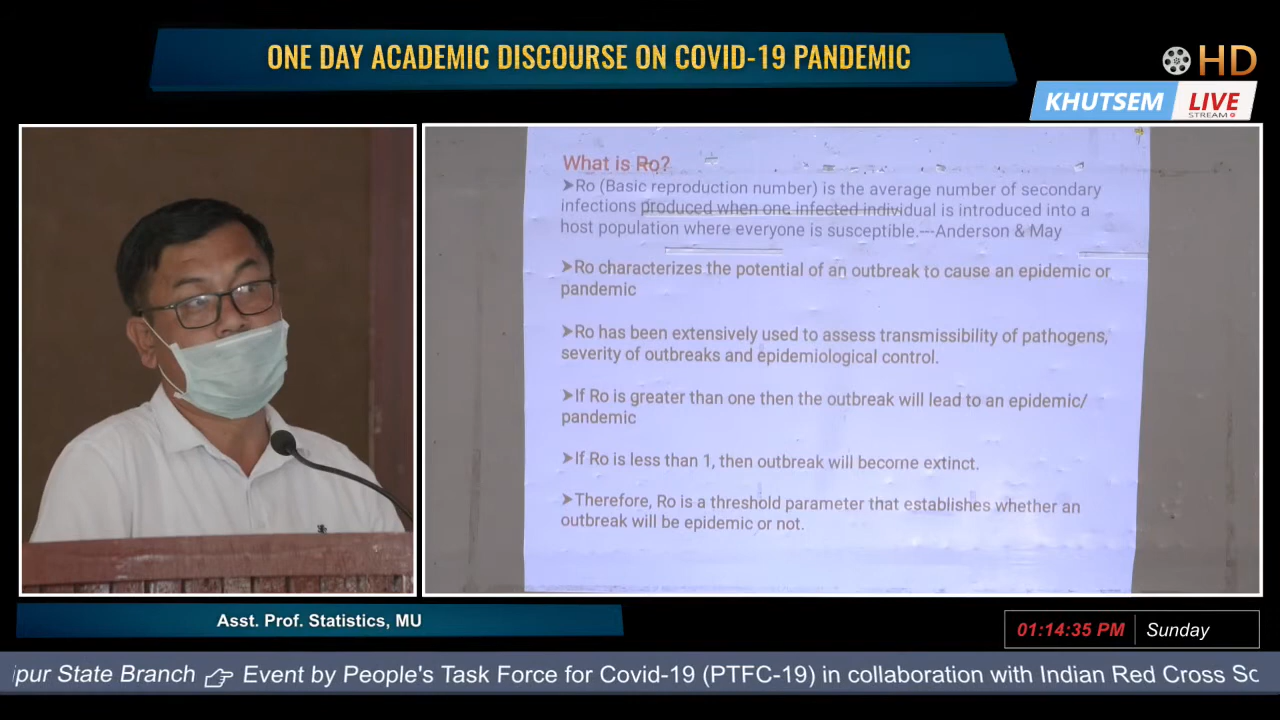 ONE DAY ACADEMIC DISCOURSE ON COVID-19 PANDEMIC
HD
KHUTSEM LIVE
STREAM
What is Ro?
➤Ro (Basic reproduction number) is the average number of secondary
infections produced when one infected individual is introduced into a
host population where everyone is susceptible.---Anderson & May
➤Ro characterizes the potential of an outbreak to cause an epidemic or
pandemic
➤Ro has been extensively used to assess transmissibility of pathogens,
severity of outbreaks and epidemiological control.
➤If Ro is greater than one then the outbreak will lead to an epidemic/
pandemic
➤If Ro is less than 1, then outbreak will become extinct.
➤Therefore, Ro is a threshold parameter that establishes whether an
outbreak will be epidemic or not.
Asst. Prof. Statistics, MU
01:14:35 PM Sunday
ipur State Branch 👉 Event by People's Task Force for Covid-19 (PTFC-19) in collaboration with Indian Red Cross Sc